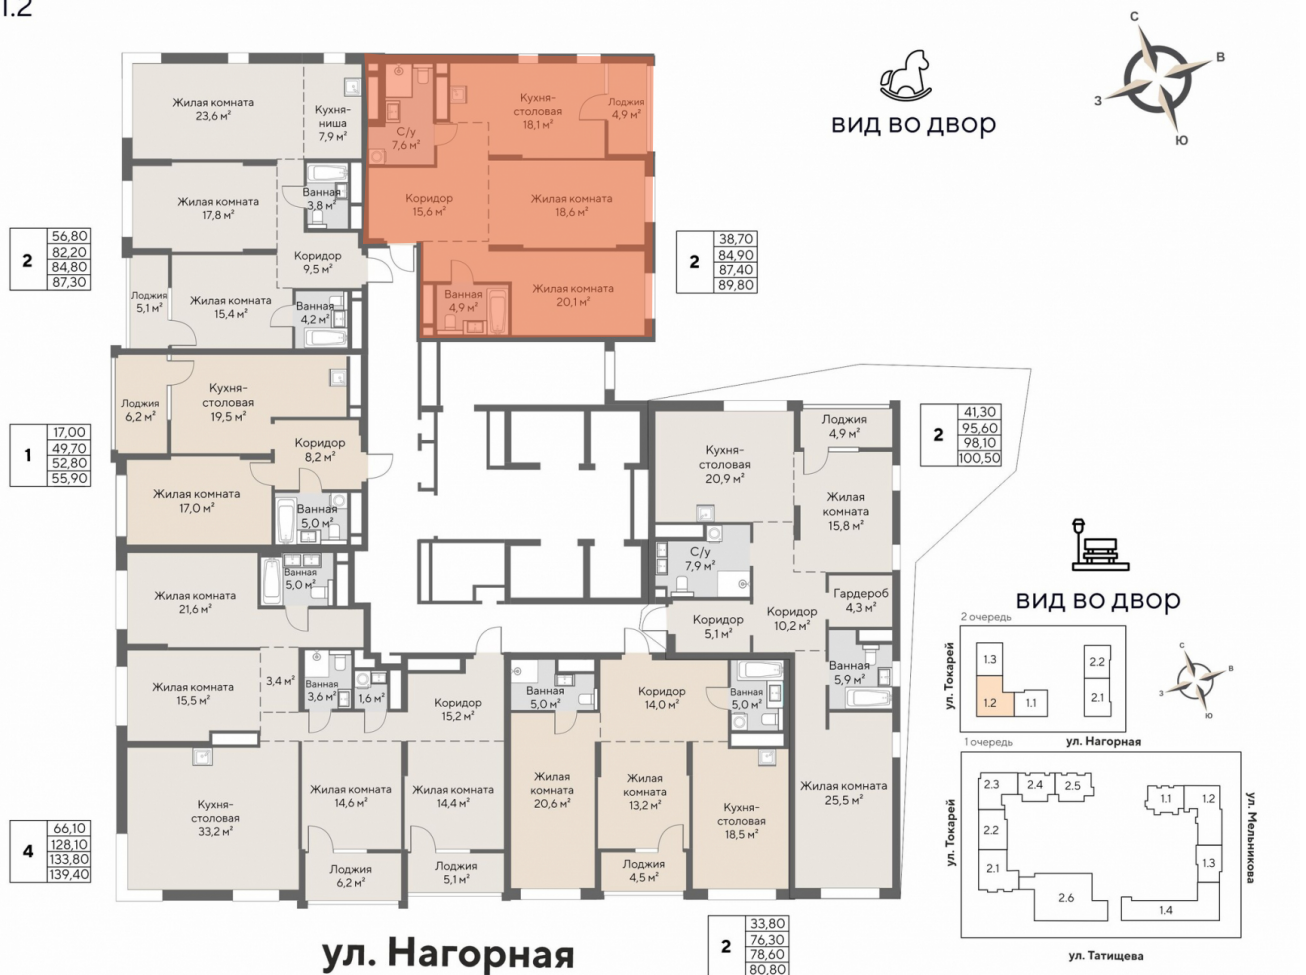 1.2
С
В
З
Ю
ВИД ВО ДВОР
Жилая комната
23,6 м²
Кухня-
ниша
7,9 м²
С/у
7,6 м²
Кухня-
столовая
18,1 м²
Лоджия
4,9 м²
Жилая комната
17,8 м²
Ванная
3,8 м²
Коридор
15,6 м²
Жилая комната
18,6 м²
2
56,80
82,20
84,80
87,30
Коридор
9,5 м²
2
38,70
84,90
87,40
89,80
Лоджия
5,1 м²
Жилая комната
15,4 м²
Ванная
4,2 м²
Ванная
4,9 м²
Жилая комната
20,1 м²
Лоджия
6,2 м²
Кухня-
столовая
19,5 м²
1
17,00
49,70
52,80
55,90
Коридор
8,2 м²
Жилая комната
17,0 м²
Ванная
5,0 м²
Кухня-
столовая
20,9 м²
Лоджия
4,9 м²
2
41,30
95,60
98,10
100,50
Жилая
комната
15,8 м²
Жилая комната
21,6 м²
Ванная
5,0 м²
С/у
7,9 м²
Гардероб
4,3 м²
Коридор
5,1 м²
Коридор
10,2 м²
ВИД ВО ДВОР
Жилая комната
15,5 м²
3,4 м²
Ванная
3,6 м²
1,6 м²
Коридор
15,2 м²
Ванная
5,0 м²
Коридор
14,0 м²
Ванная
5,0 м²
Ванная
5,9 м²
Кухня-
столовая
33,2 м²
Жилая комната
14,6 м²
Жилая комната
14,4 м²
Жилая
комната
20,6 м²
Жилая
комната
13,2 м²
Кухня-
столовая
18,5 м²
Жилая комната
25,5 м²
4
66,10
128,10
133,80
139,40
Лоджия
6,2 м²
Лоджия
5,1 м²
Лоджия
4,5 м²
2
33,80
76,30
78,60
80,80
ул. Нагорная
2 очередь
ул. Токарей
1.3
1.2
1.1
2.2
2.1
С
В
З
Ю
ул. Нагорная
1 очередь
ул. Токарей
2.3
2.4
2.5
2.2
2.1
2.6
1.1
1.2
1.3
1.4
ул. Мельникова
ул. Татищева